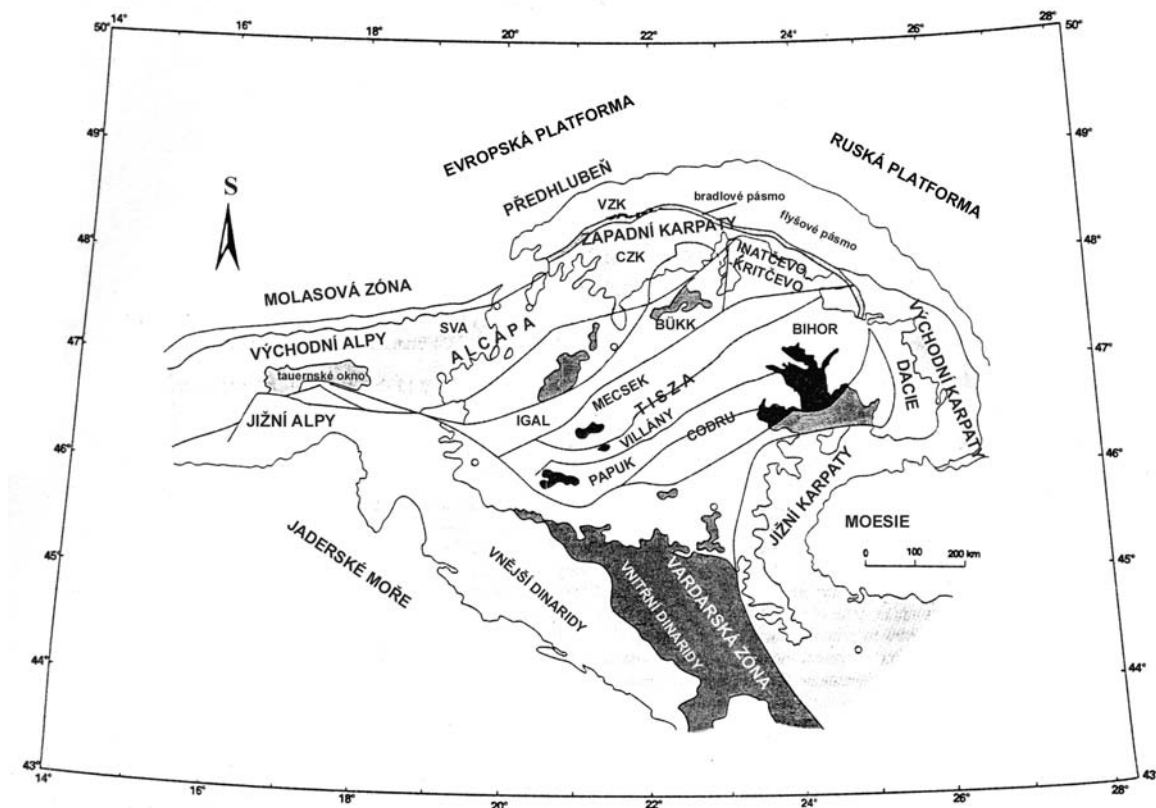 50°
14°
16°
18°
20°
22°
24°
26°
28°
50°
49°
49°
EVROPSKÁ PLATFORMA
RUSKÁ PLATFORMA
S
PŘEDHLUBEŇ
VZK
bradlové pásmo
flyšové pásmo
48°
48°
ZÁPADNÍ KARPATY
CZK
INATČEVO
-KRITČEVO
MOLASOVÁ ZÓNA
SVA
ALCAPA
BÜKK
BIHOR
VÝCHODNÍ KARPATY
47°
47°
VÝCHODNÍ ALPY
tauernské okno
DACIE
MECSEK
TISZA
IGAL
VILLÁNY
CODRU
JIŽNÍ ALPY
46°
46°
PAPUK
JIŽNÍ KARPATY
MOESIE
0 100 200 km
45°
45°
JADERSKÉ MOŘE
VNĚJŠÍ DINARIDY
VNITŘNÍ DINARIDY
VARDARSKÁ ZÓNA
44°
44°
43°
43°
14°
16°
18°
20°
22°
24°
26°
28°